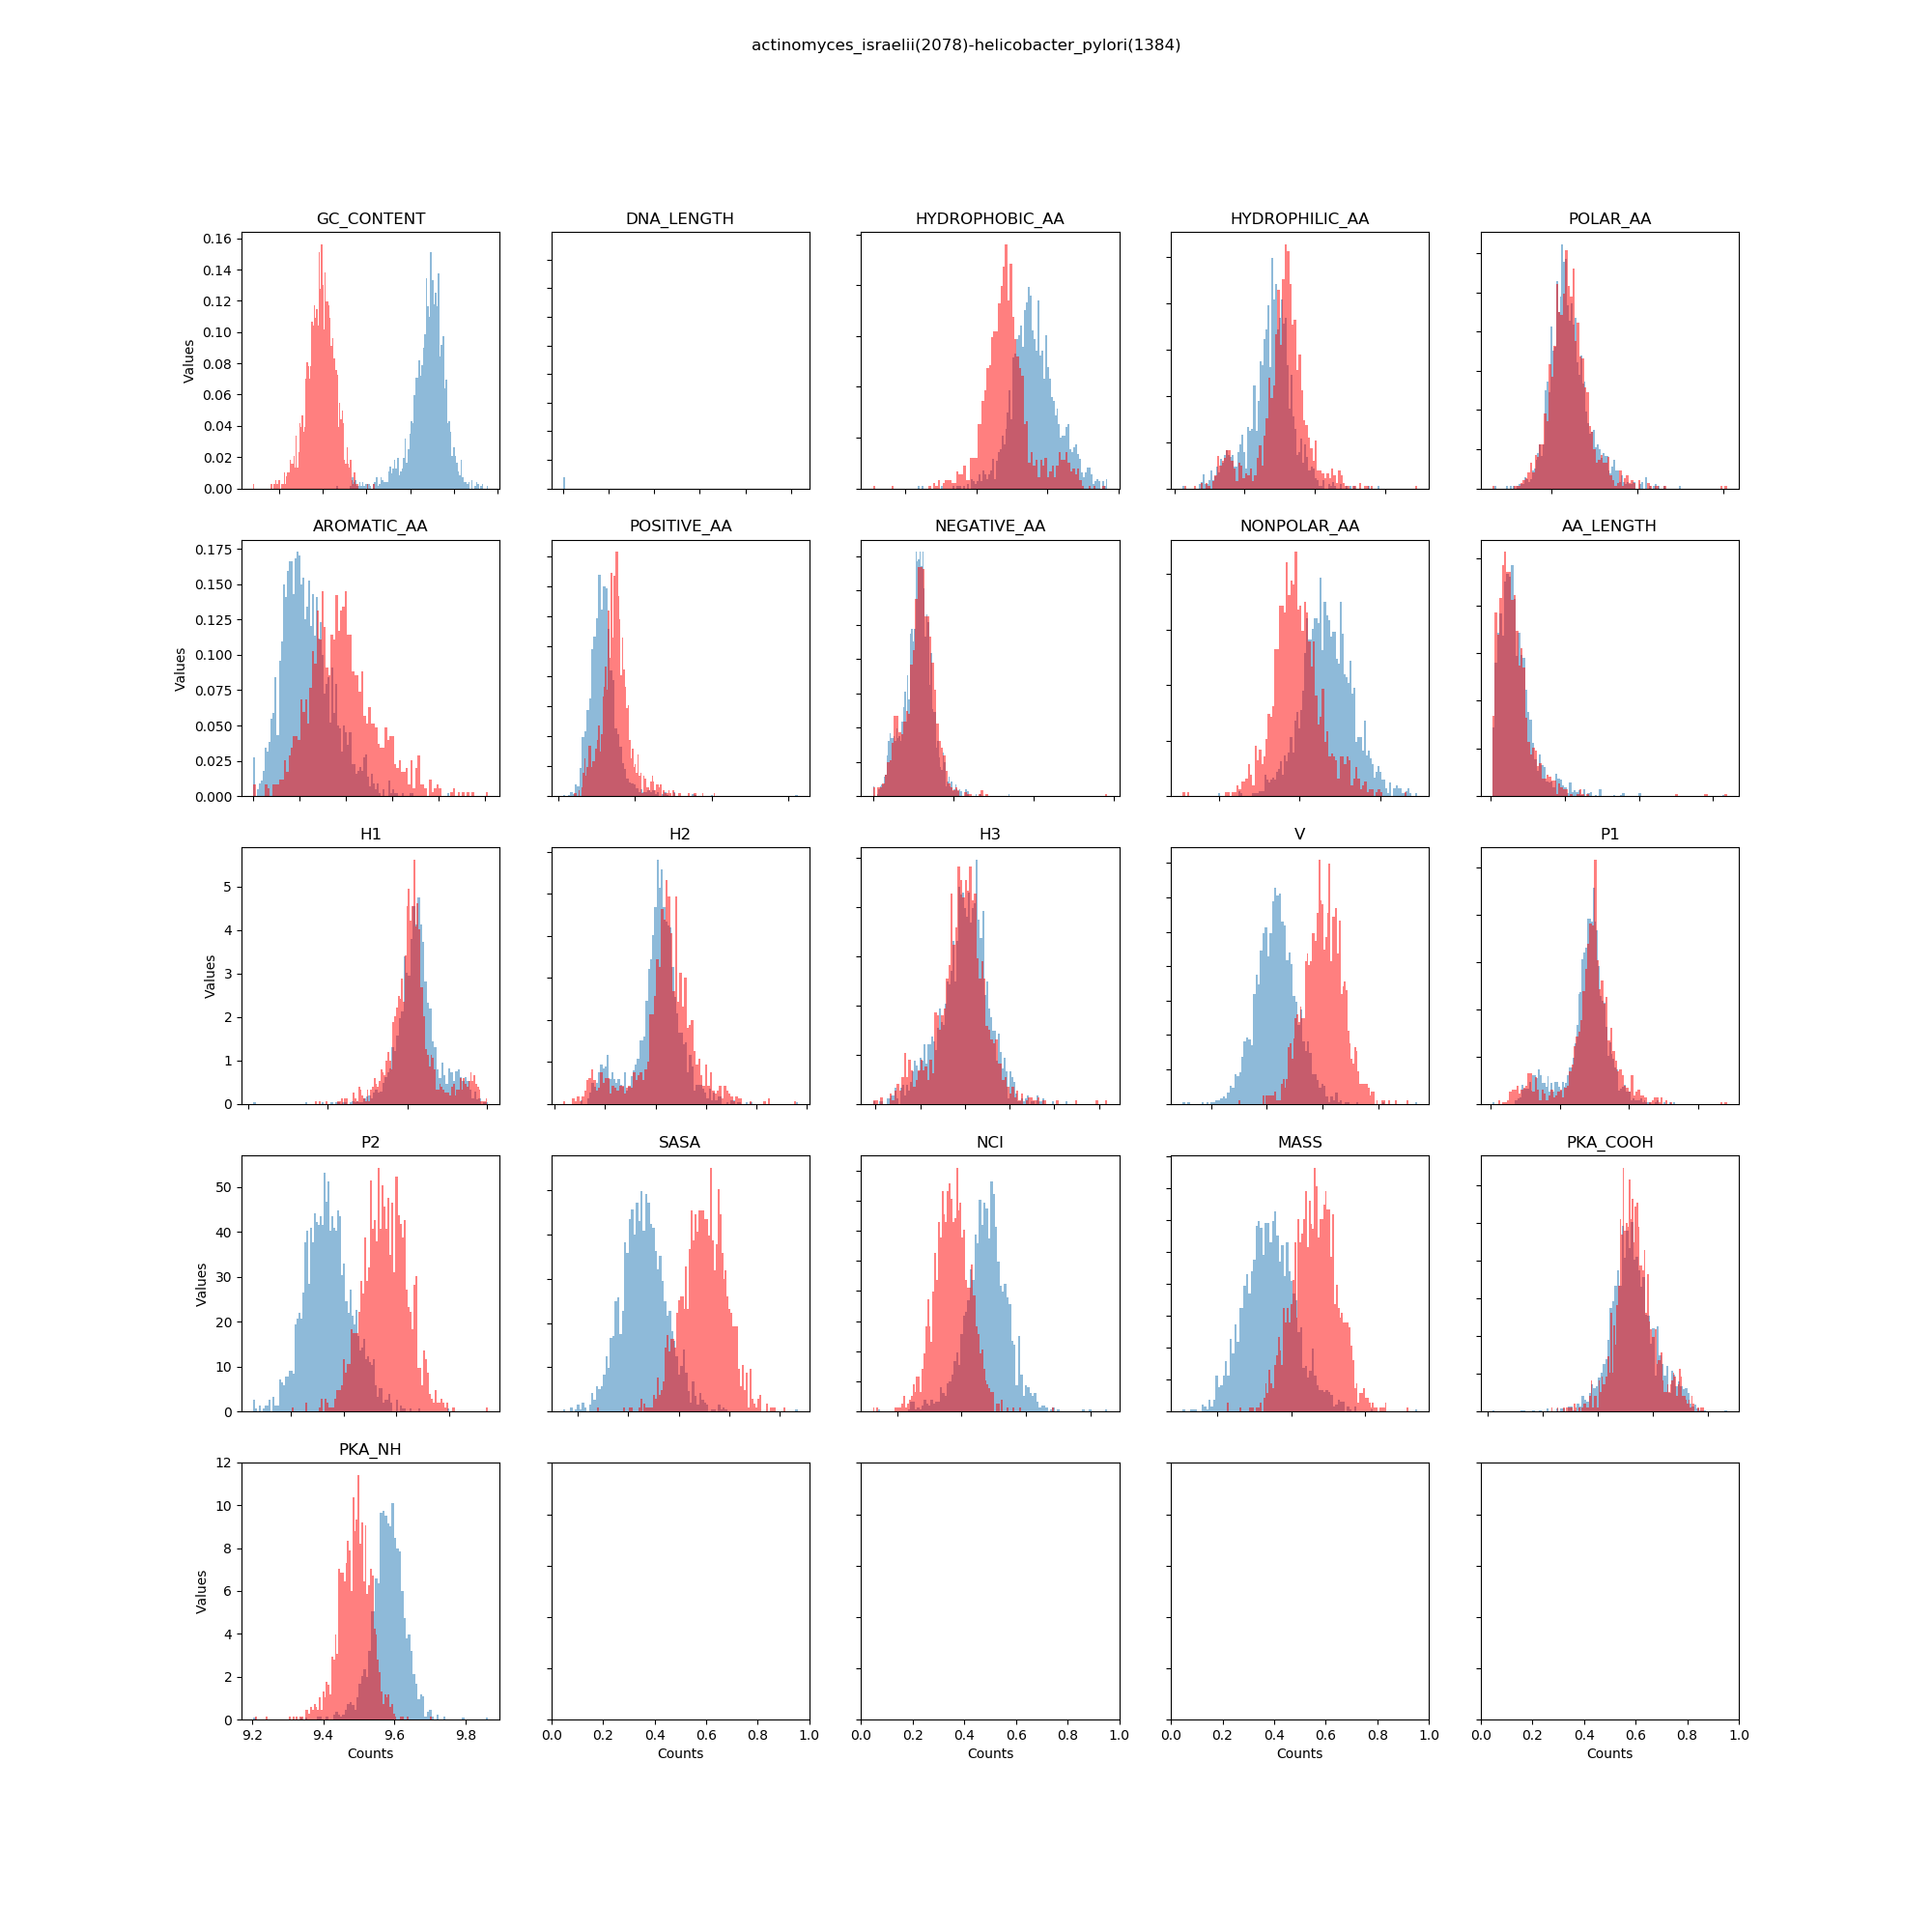 actinomyces_israelii(2078)-helicobacter_pylori(1384)
GC_CONTENT DNA_LENGTH HYDROPHOBIC_AA HYDROPHILIC_AA POLAR_AA
0.16
0.14
0.12
0.10
0.08
0.06
0.04
0.02
0.00
Values
AROMATIC_AA POSITIVE_AA NEGATIVE_AA NONPOLAR_AA AA_LENGTH
0.175
0.150
0.125
0.100
0.075
0.050
0.025
0.000
Values
H1 H2 H3 V P1
5
4
3
2
1
0
Values
P2 SASA NCI MASS PKA_COOH
50
40
30
20
10
0
Values
PKA_NH
12
10
8
6
4
2
0
Values
9.2 9.4 9.6 9.8 0.0 0.2 0.4 0.6 0.8 1.0 0.0 0.2 0.4 0.6 0.8 1.0 0.0 0.2 0.4 0.6 0.8 1.0 0.0 0.2 0.4 0.6 0.8 1.0
Counts Counts Counts Counts Counts